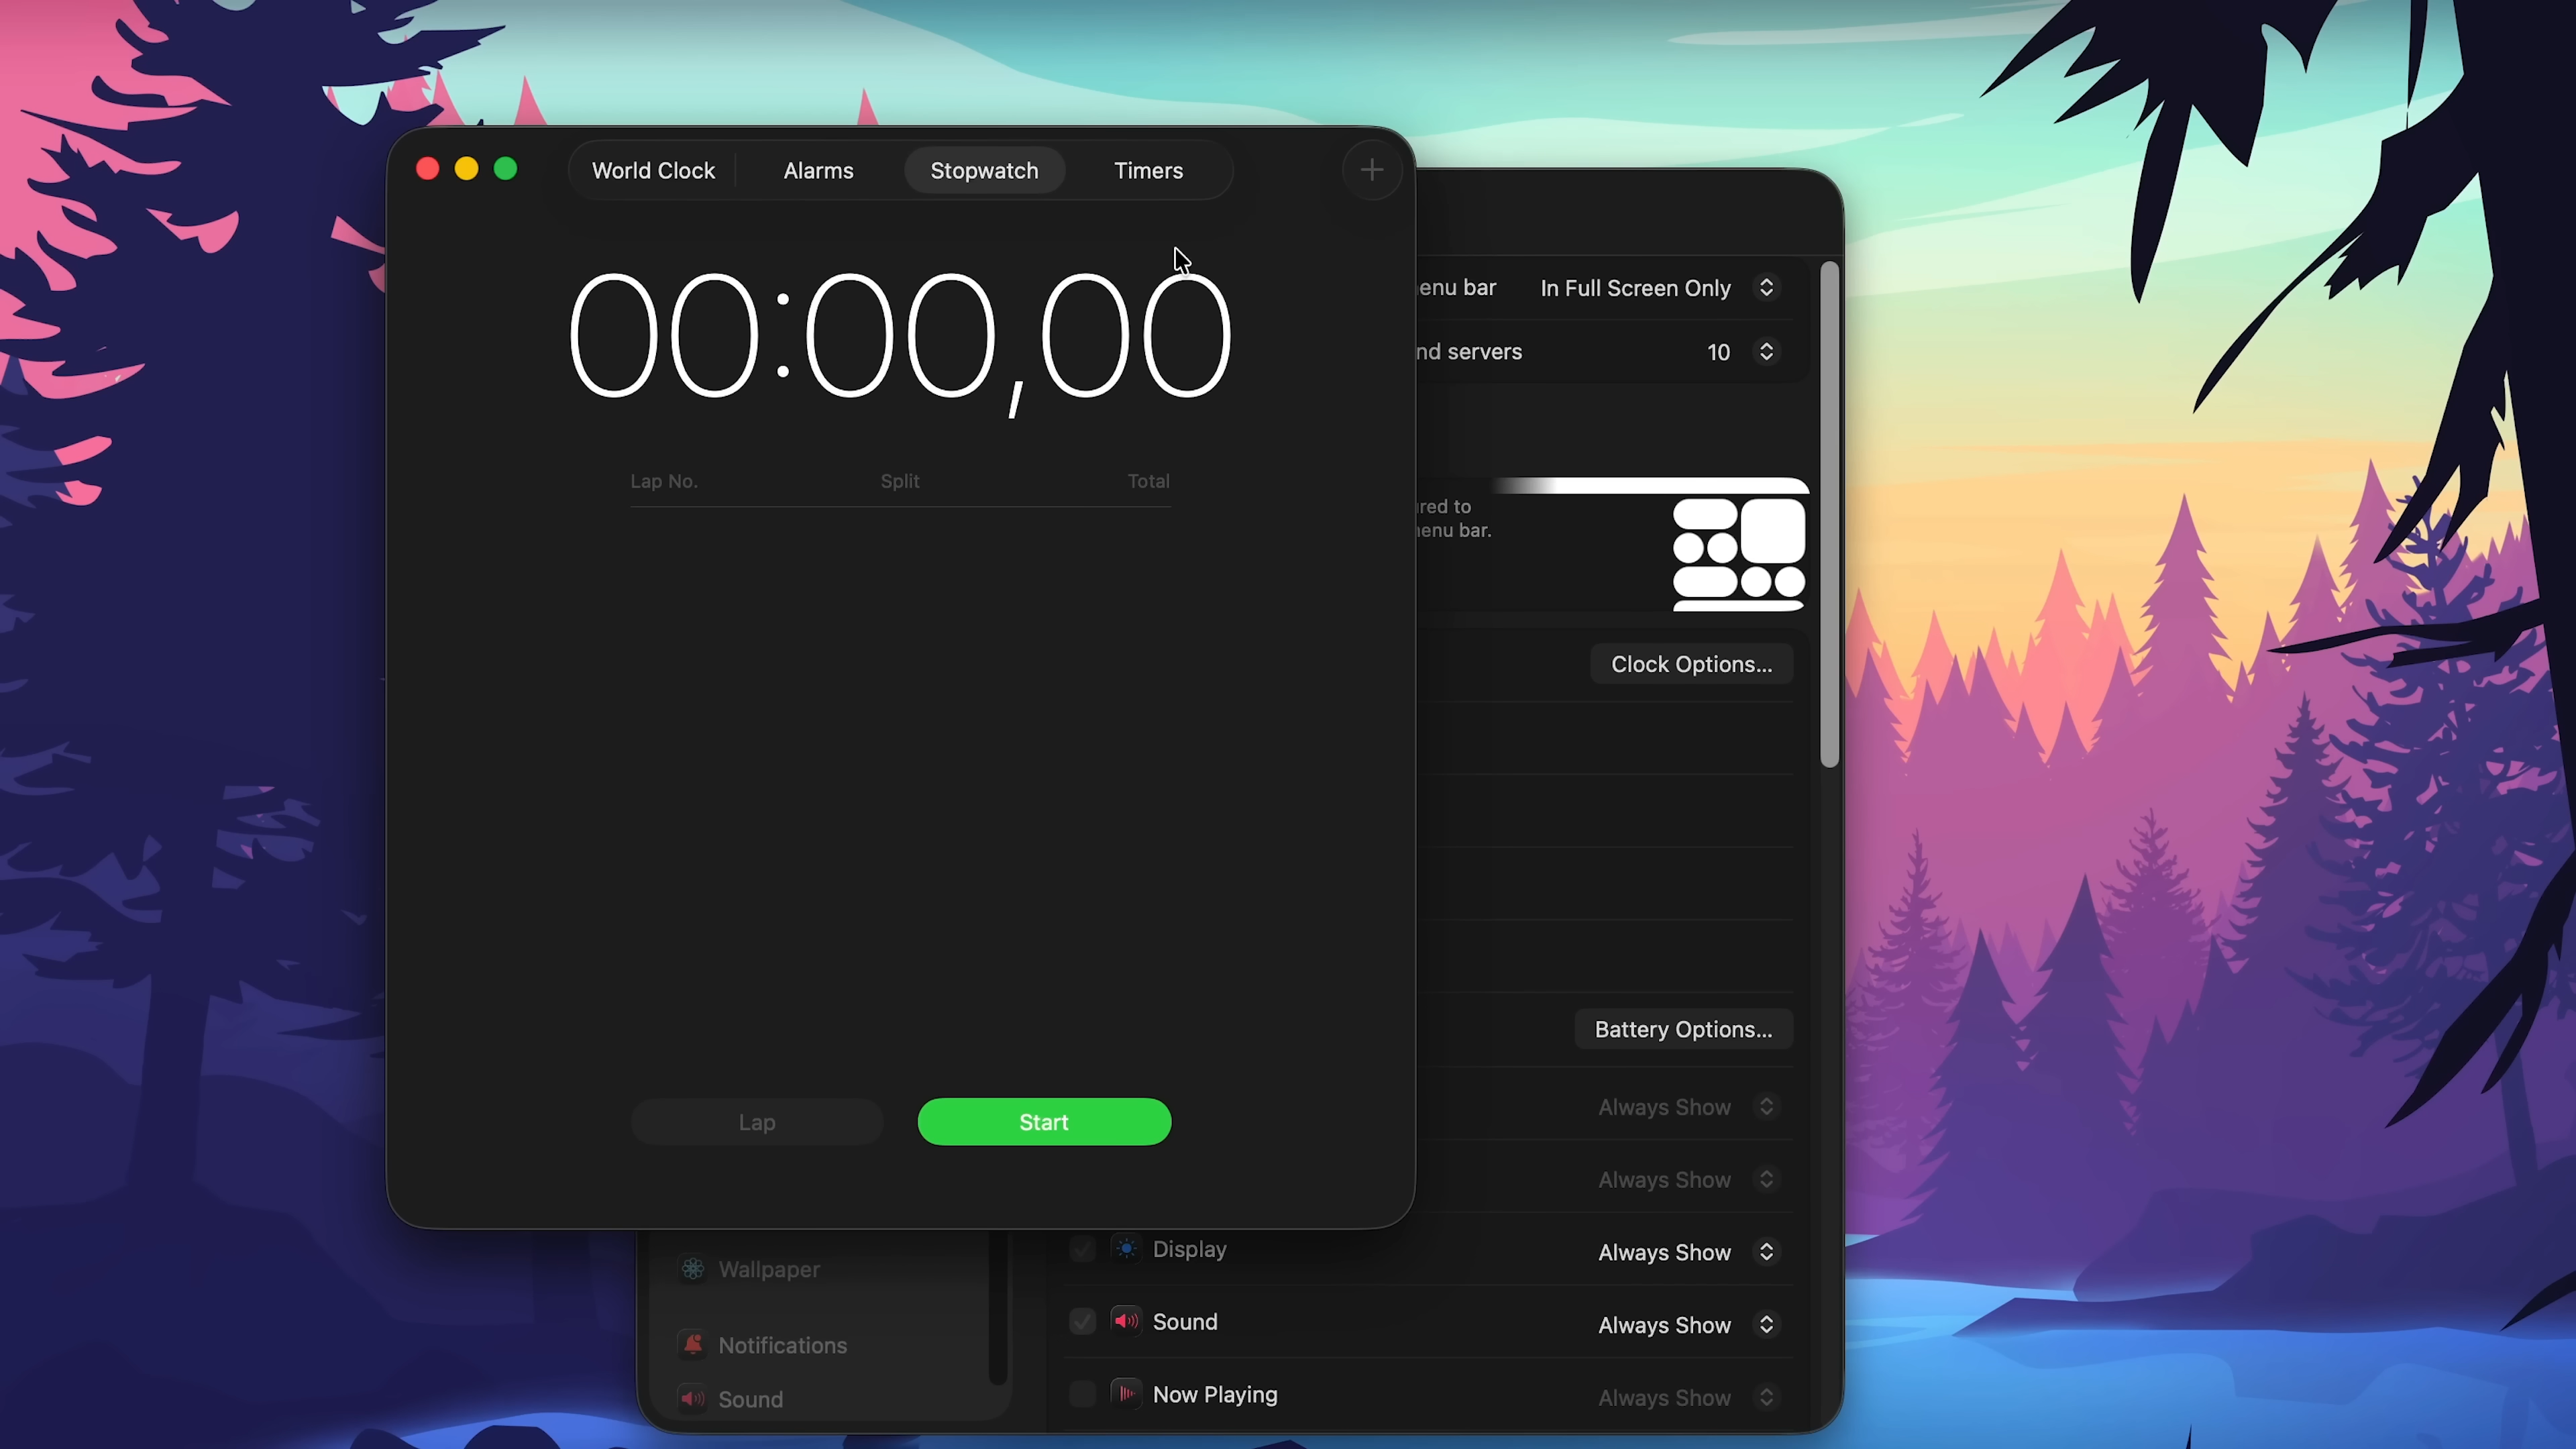 World Clock Alarms Stopwatch Timers
00:00,00
Lap No. Split Total
Lap Start
enu bar In Full Screen Only
nd servers 10
red to
enu bar.
Clock Options...
Battery Options...
Always Show
Always Show
Display Always Show
Sound Always Show
Now Playing Always Show
Wallpaper
Notifications
Sound